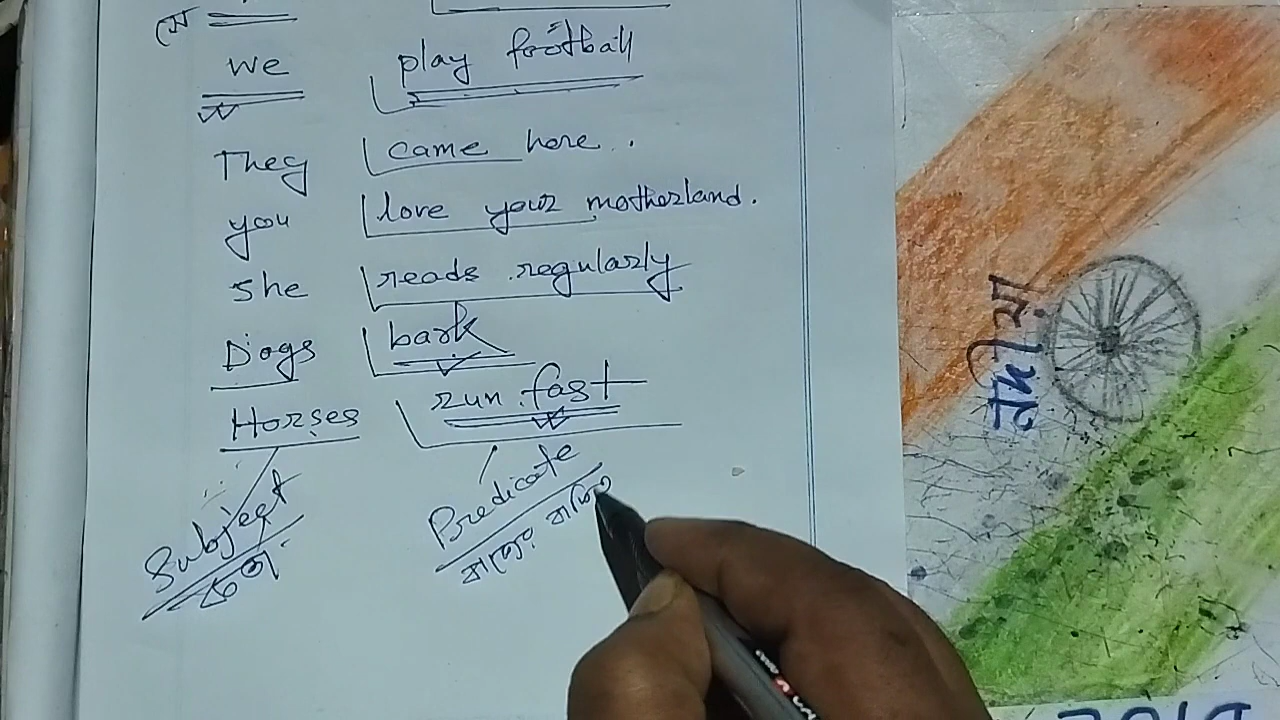 (সে
We play football
They came here.
you love your motherland.
she reads regularly
Dogs bark
Horses run fast
Subject
কর্তা
Predicate
বাক্যের বাকি